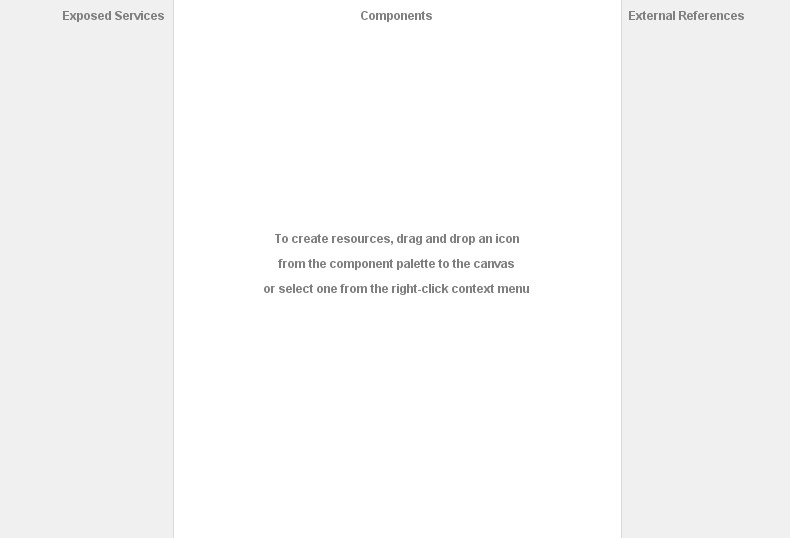 Exposed Services
Components
External References
To create resources, drag and drop an icon
from the component palette to the canvas
or select one from the right-click context menu